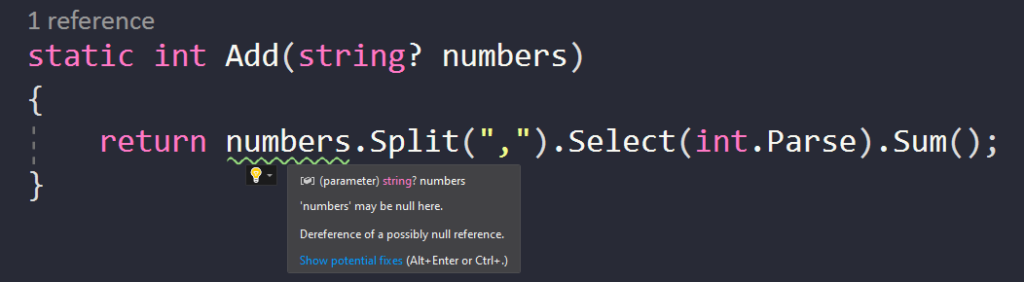 1 reference
static int Add(string? numbers)
{
return numbers.Split(",").Select(int.Parse).Sum();
}
(parameter) string? numbers
'numbers' may be null here.
Dereference of a possibly null reference.
Show potential fixes (Alt+Enter or Ctrl+.)